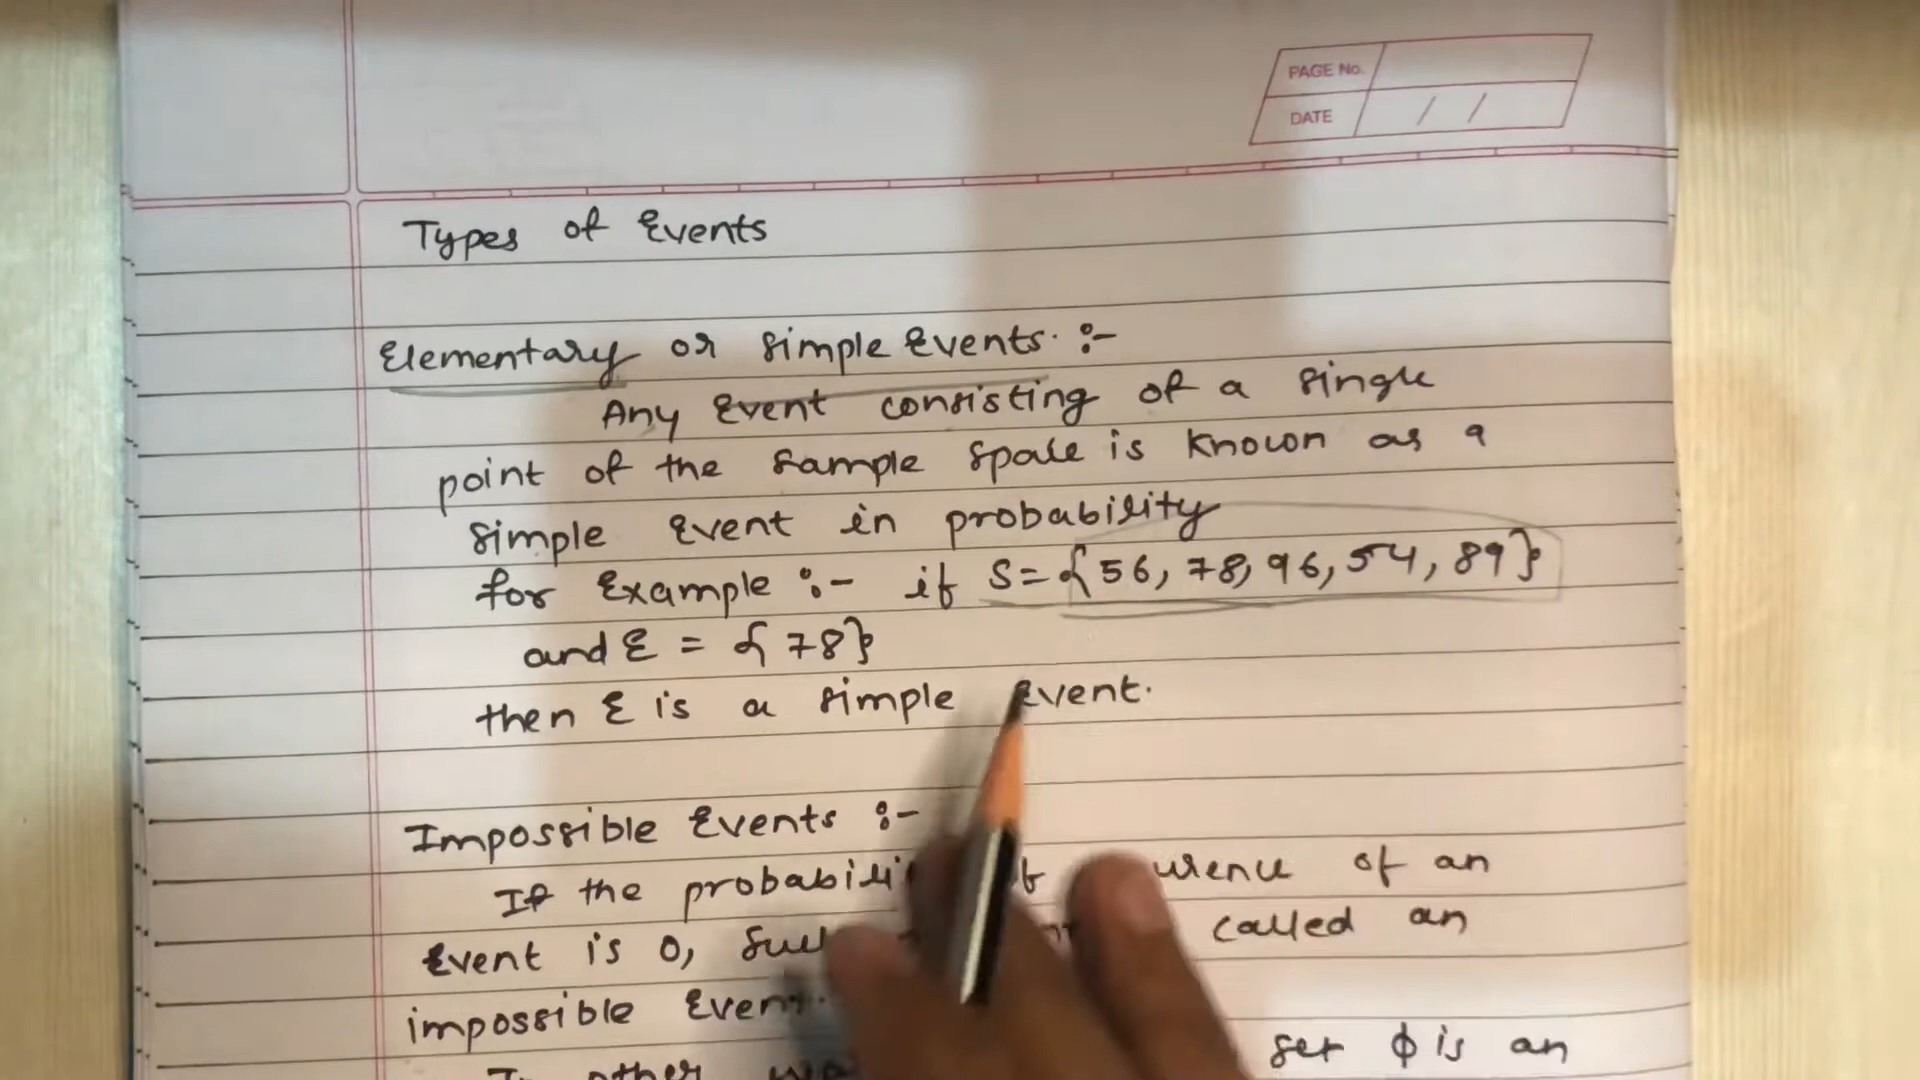 PAGE No.
DATE / /
Types of Events
Elementary or simple Events :-
Any Event consisting of a single
point of the sample space is known as a
simple event in probability
for Example :- if S = {56, 78, 96, 54, 89}
and E = {78}
then E is a simple Event.
Impossible Events :-
If the of an
Event is 0, called an
impossible Event.
other set ϕ is an